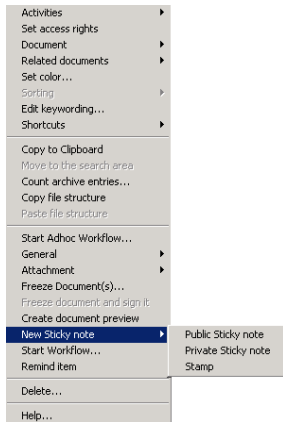 Activities
Set access rights
Document
Related documents
Set color...
Sorting
Edit keywording...
Shortcuts
Copy to Clipboard
Move to the search area
Count archive entries...
Copy file structure
Paste file structure
Start Adhoc Workflow...
General
Attachment
Freeze Document(s)...
Freeze document and sign it
Create document preview
New Sticky note
Public Sticky note
Start Workflow...
Private Sticky note
Remind item
Stamp
Delete...
Help...